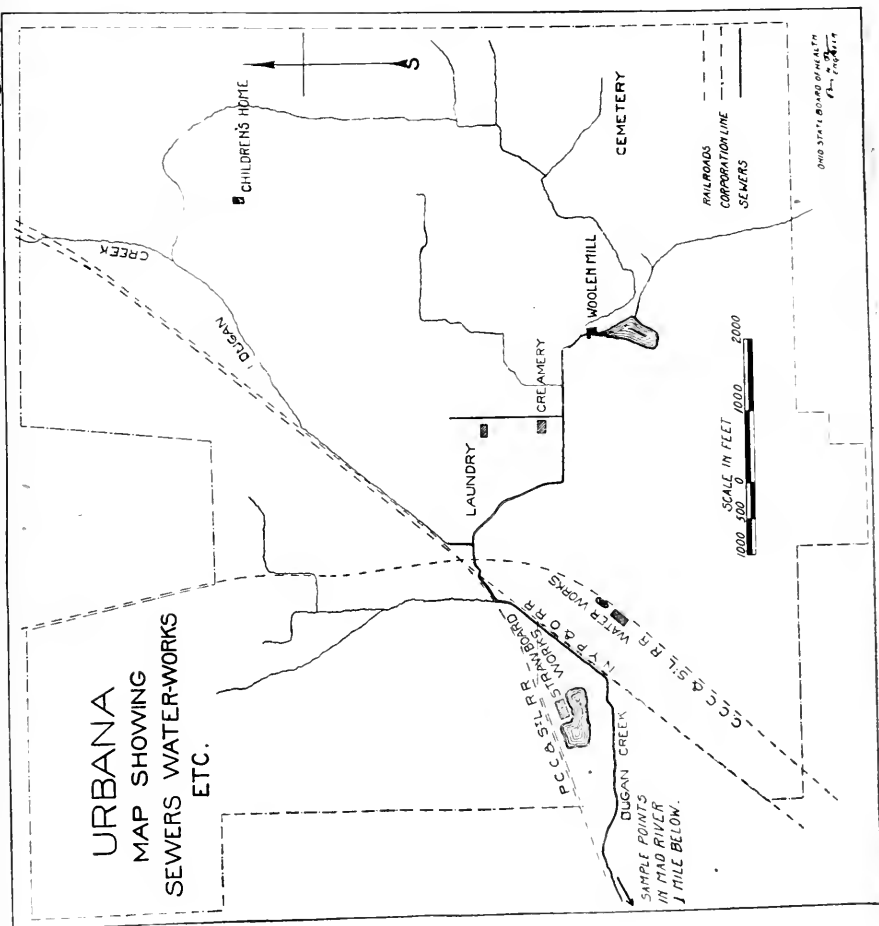 URBANA
MAP SHOWING
SEWERS WATER-WORKS
ETC.
S
CHILDREN'S HOME
DUGAN
CREEK
CEMETERY
WOOLEN MILL
CREAMERY
LAUNDRY
WATER WORKS
C C C & ST L R R
N Y P & O R R
P C C & ST L R R
STRAWBOARD
WORKS
DUGAN CREEK
SAMPLE POINTS
IN MAD RIVER
1 MILE BELOW.
SCALE IN FEET
1000 500 0 1000 2000
RAILROADS
CORPORATION LINE
SEWERS
OHIO STATE BOARD OF HEALTH
ENGINEER